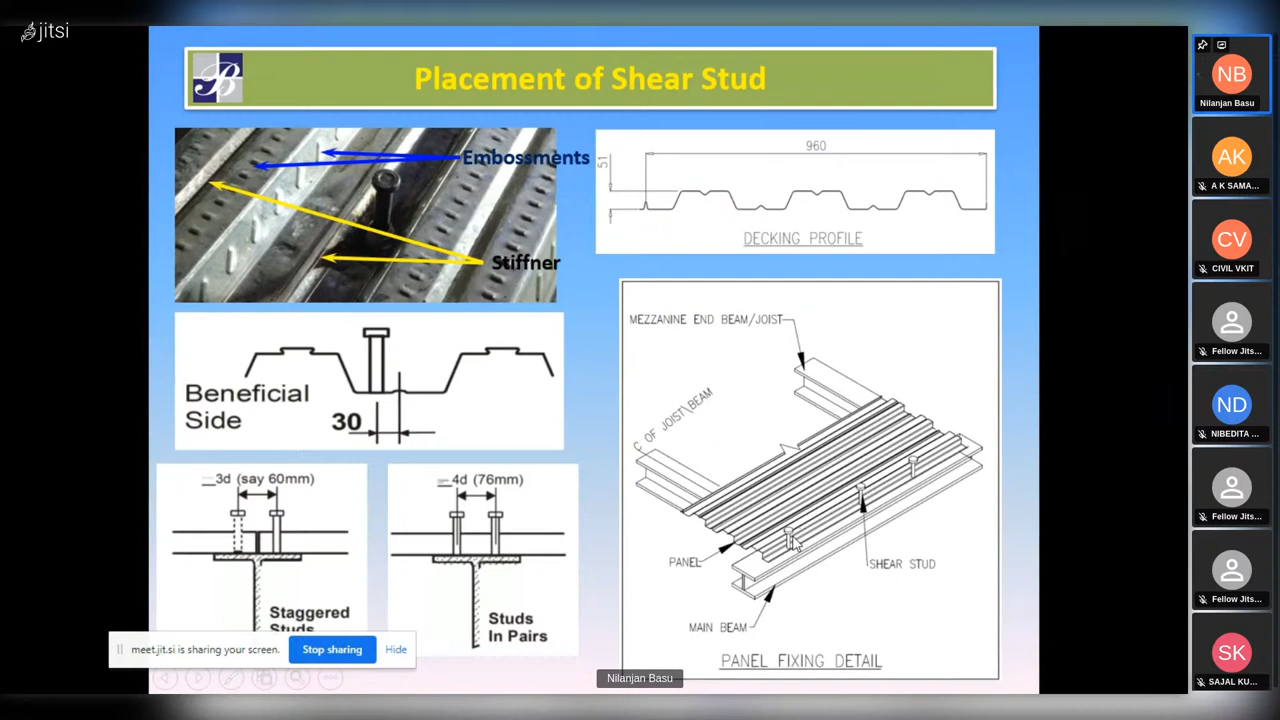 jitsi
Placement of Shear Stud
Embossments
Stiffner
960
51
DECKING PROFILE
Beneficial
Side
30
3d (say 60mm)
Staggered
Studs
4d (76mm)
Studs
In Pairs
MEZZANINE END BEAM/JOIST
C OF JOIST\BEAM
PANEL
SHEAR STUD
MAIN BEAM
PANEL FIXING DETAIL
meet.jit.si is sharing your screen.
Stop sharing
Hide
Nilanjan Basu
NB
Nilanjan Basu
AK
A K SAMA...
CV
CIVIL VKIT
Fellow Jits...
ND
NIBEDITA ...
Fellow Jits...
Fellow Jits...
SK
SAJAL KU...